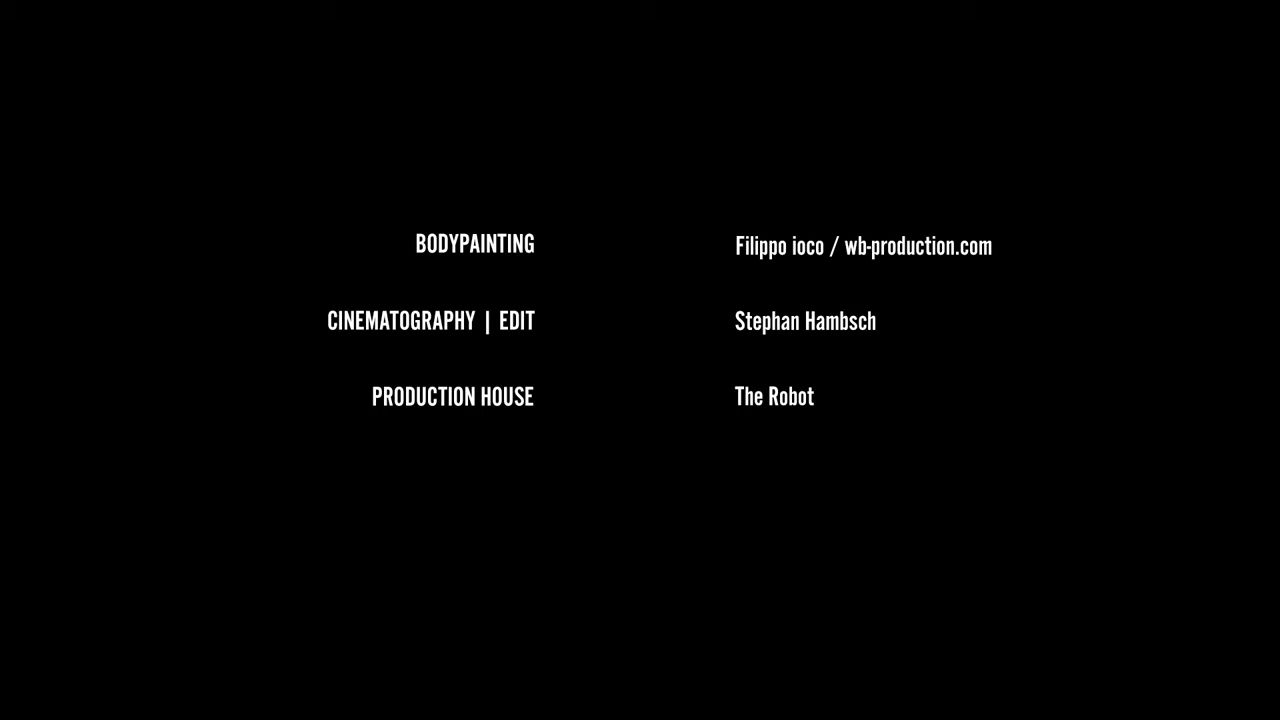 BODYPAINTING Filippo ioco / wb-production.com
CINEMATOGRAPHY | EDIT Stephan Hambsch
PRODUCTION HOUSE The Robot